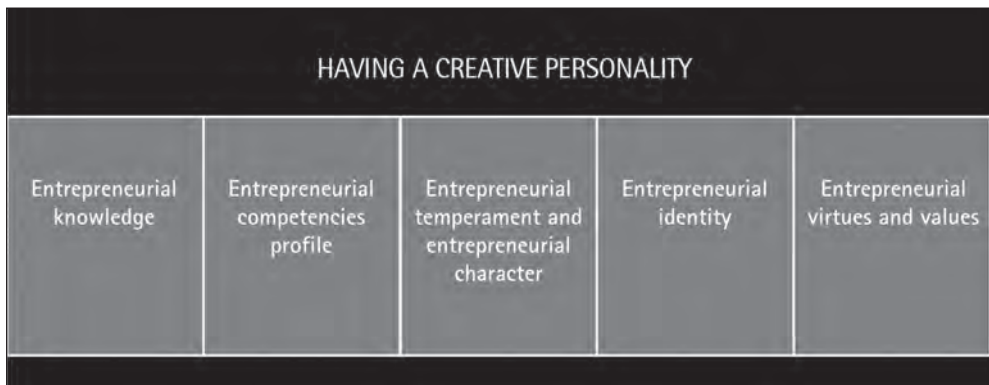 HAVING A CREATIVE PERSONALITY
Entrepreneurial
knowledge
Entrepreneurial
competencies
profile
Entrepreneurial
temperament and
entrepreneurial
character
Entrepreneurial
identity
Entrepreneurial
virtues and values